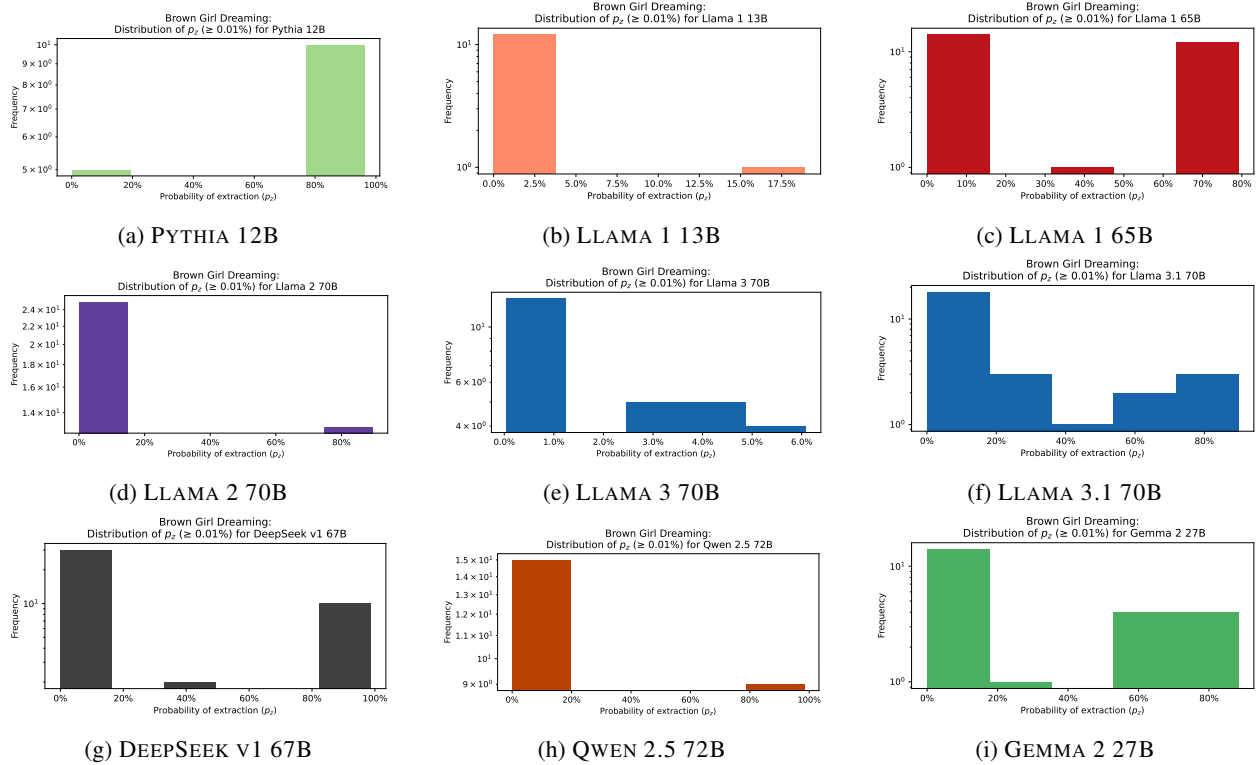 Brown Girl Dreaming:
Distribution of p_z (≥ 0.01%) for Pythia 12B
Frequency
10¹
9 × 10⁰
8 × 10⁰
7 × 10⁰
6 × 10⁰
5 × 10⁰
0% 20% 40% 60% 80% 100%
Probability of extraction (p_z)
(a) PYTHIA 12B
Brown Girl Dreaming:
Distribution of p_z (≥ 0.01%) for Llama 1 13B
Frequency
10¹
10⁰
0.0% 2.5% 5.0% 7.5% 10.0% 12.5% 15.0% 17.5%
Probability of extraction (p_z)
(b) LLAMA 1 13B
Brown Girl Dreaming:
Distribution of p_z (≥ 0.01%) for Llama 1 65B
Frequency
10¹
10⁰
0% 10% 20% 30% 40% 50% 60% 70% 80%
Probability of extraction (p_z)
(c) LLAMA 1 65B
Brown Girl Dreaming:
Distribution of p_z (≥ 0.01%) for Llama 2 70B
Frequency
2.4 × 10¹
2.2 × 10¹
2 × 10¹
1.8 × 10¹
1.6 × 10¹
1.4 × 10¹
0% 20% 40% 60% 80%
Probability of extraction (p_z)
(d) LLAMA 2 70B
Brown Girl Dreaming:
Distribution of p_z (≥ 0.01%) for Llama 3 70B
Frequency
10¹
6 × 10⁰
4 × 10⁰
0.0% 1.0% 2.0% 3.0% 4.0% 5.0% 6.0%
Probability of extraction (p_z)
(e) LLAMA 3 70B
Brown Girl Dreaming:
Distribution of p_z (≥ 0.01%) for Llama 3.1 70B
Frequency
10¹
10⁰
0% 20% 40% 60% 80%
Probability of extraction (p_z)
(f) LLAMA 3.1 70B
Brown Girl Dreaming:
Distribution of p_z (≥ 0.01%) for DeepSeek v1 67B
Frequency
10¹
0% 20% 40% 60% 80% 100%
Probability of extraction (p_z)
(g) DEEPSEEK V1 67B
Brown Girl Dreaming:
Distribution of p_z (≥ 0.01%) for Qwen 2.5 72B
Frequency
1.5 × 10¹
1.4 × 10¹
1.3 × 10¹
1.2 × 10¹
1.1 × 10¹
10¹
9 × 10⁰
0% 20% 40% 60% 80% 100%
Probability of extraction (p_z)
(h) QWEN 2.5 72B
Brown Girl Dreaming:
Distribution of p_z (≥ 0.01%) for Gemma 2 27B
Frequency
10¹
10⁰
0% 20% 40% 60% 80%
Probability of extraction (p_z)
(i) GEMMA 2 27B